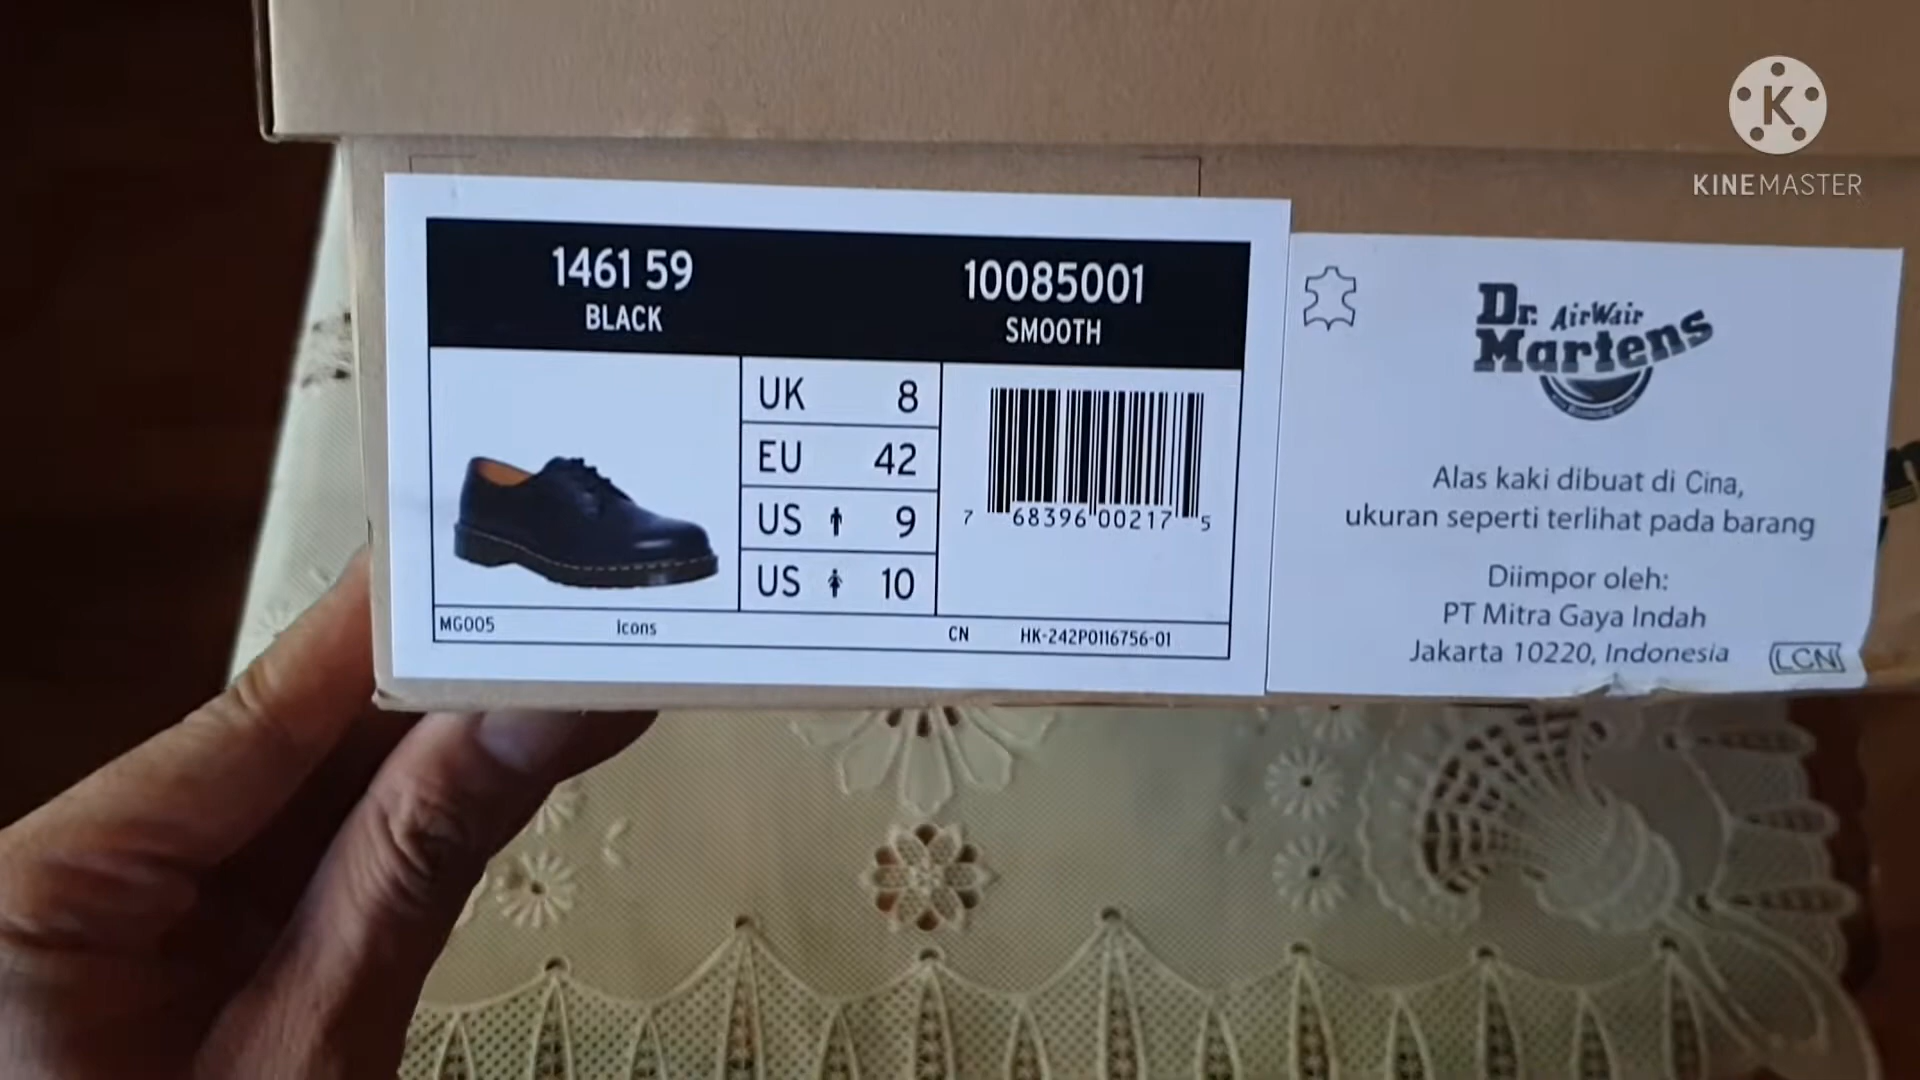 KINEMASTER
1461 59
BLACK
10085001
SMOOTH
UK 8
EU 42
US 9
US 10
7 68396 00217 5
MG005 Icons CN HK-242P0116756-01
Dr. AirWair
Martens
Alas kaki dibuat di Cina,
ukuran seperti terlihat pada barang
Diimpor oleh:
PT Mitra Gaya Indah
Jakarta 10220, Indonesia
LCN